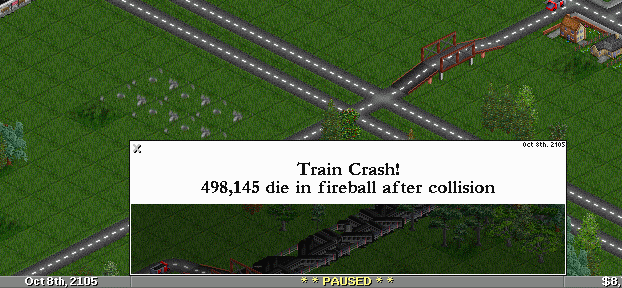 Oct 8th, 2105
Train Crash!
498,145 die in fireball after collision
Oct 8th, 2105
* * PAUSED * *
$8,